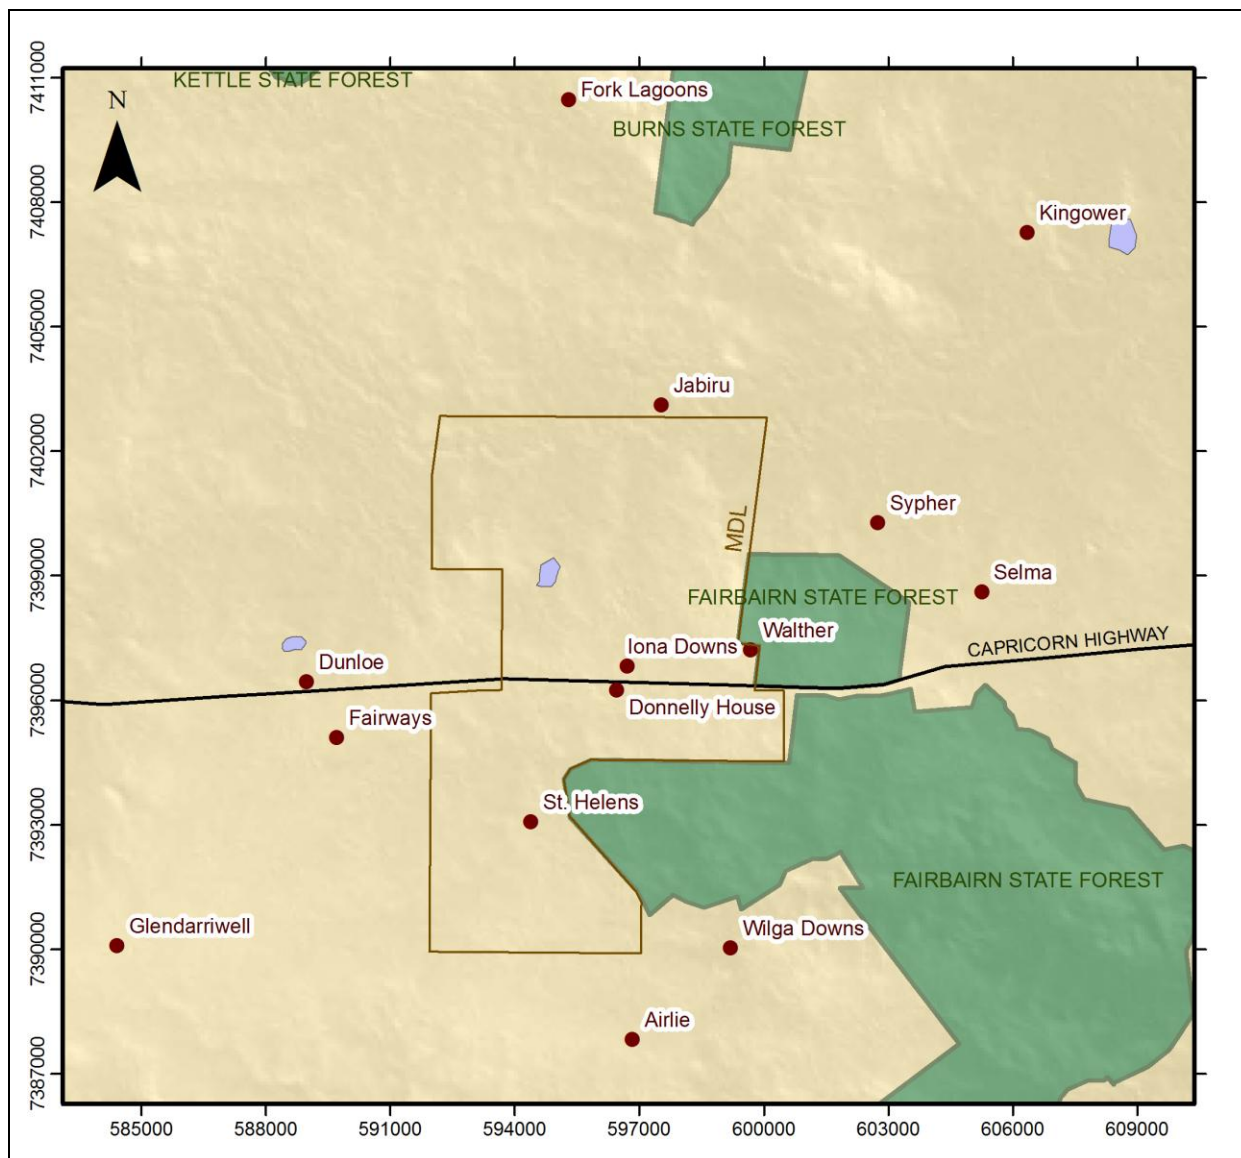 7411000
KETTLE STATE FOREST
N
Fork Lagoons
BURNS STATE FOREST
7408000
Kingower
7405000
Jabiru
7402000
Sypher
MDL
7399000
Selma
FAIRBAIRN STATE FOREST
Walther
CAPRICORN HIGHWAY
Iona Downs
Dunloe
7396000
Donnelly House
Fairways
St. Helens
7393000
FAIRBAIRN STATE FOREST
Glendarriwell
Wilga Downs
7390000
Airlie
7387000
585000 588000 591000 594000 597000 600000 603000 606000 609000